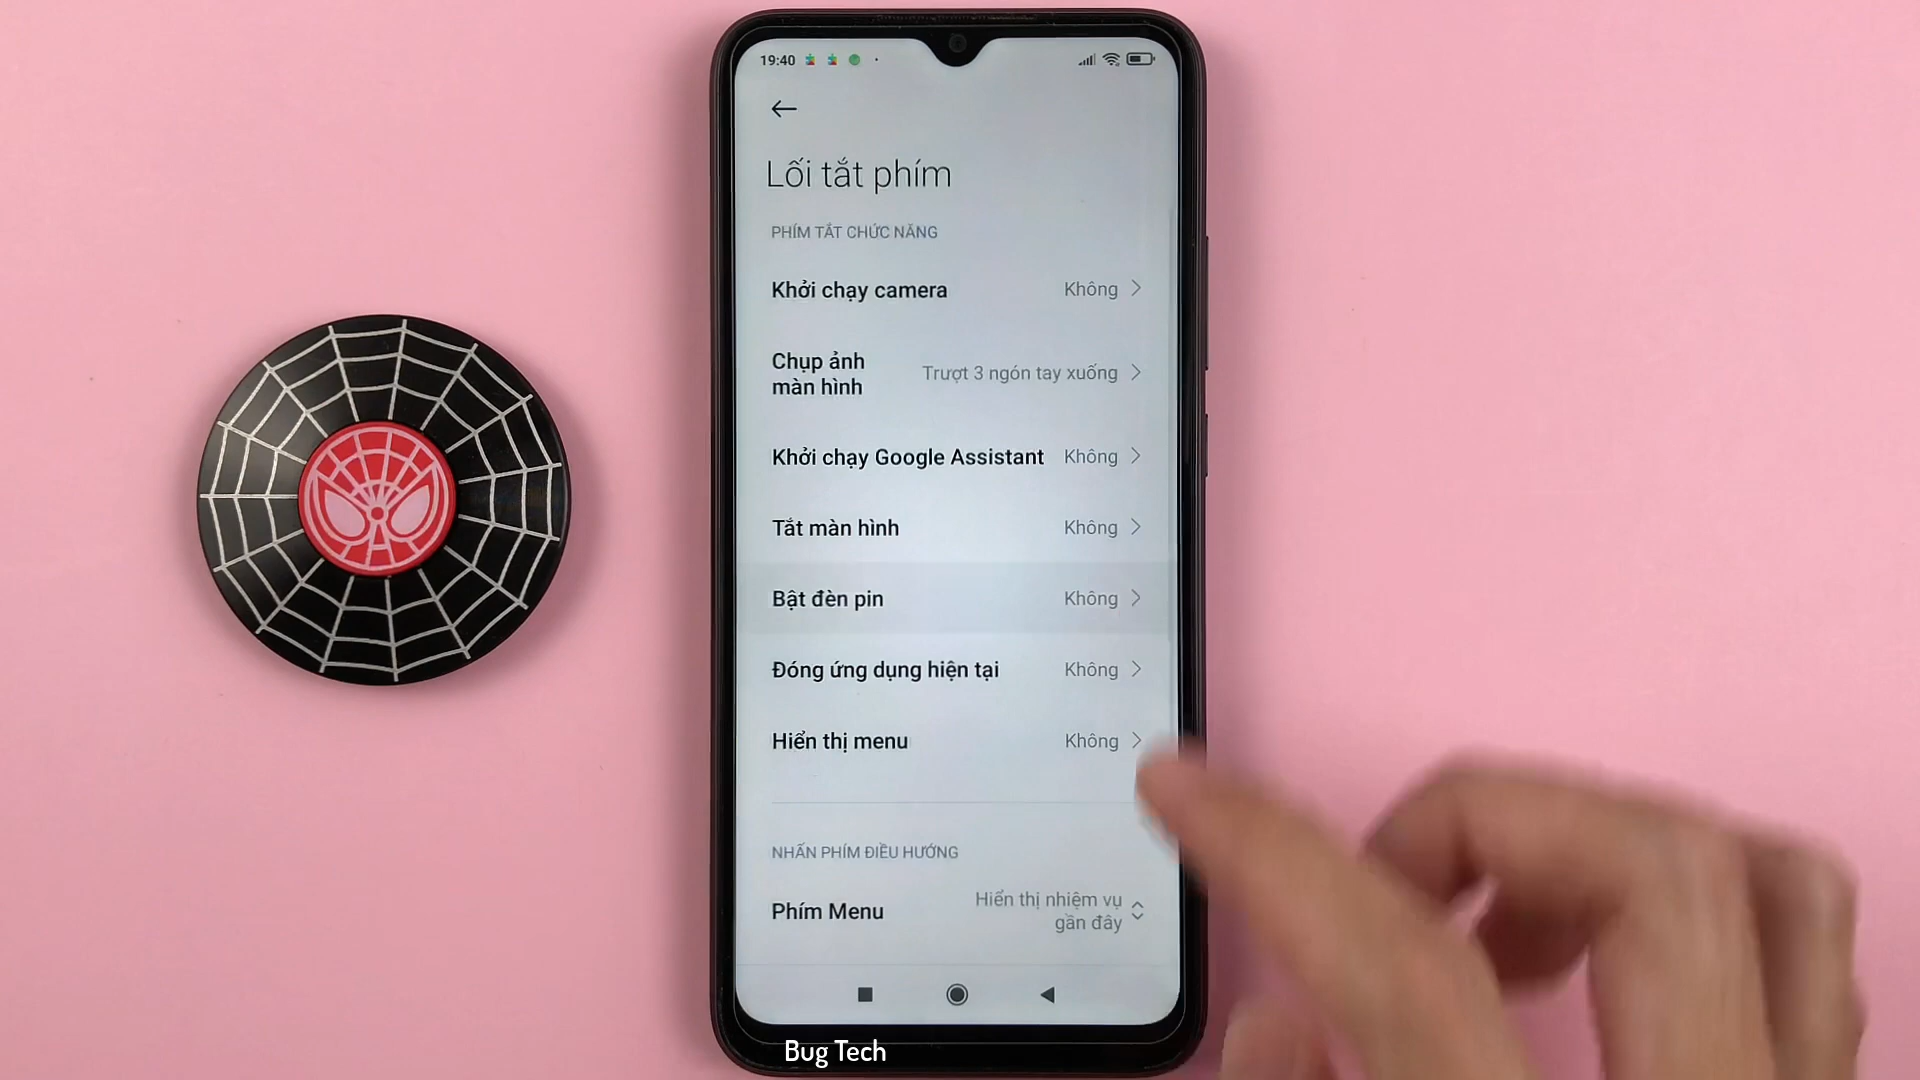 19:40
Lối tắt phím
PHÍM TẮT CHỨC NĂNG
Khởi chạy camera Không
Chụp ảnh
màn hình
Trượt 3 ngón tay xuống
Khởi chạy Google Assistant Không
Tắt màn hình Không
Bật đèn pin Không
Đóng ứng dụng hiện tại Không
Hiển thị menu Không
NHẤN PHÍM ĐIỀU HƯỚNG
Phím Menu
Hiển thị nhiệm vụ
gần đây
Bug Tech